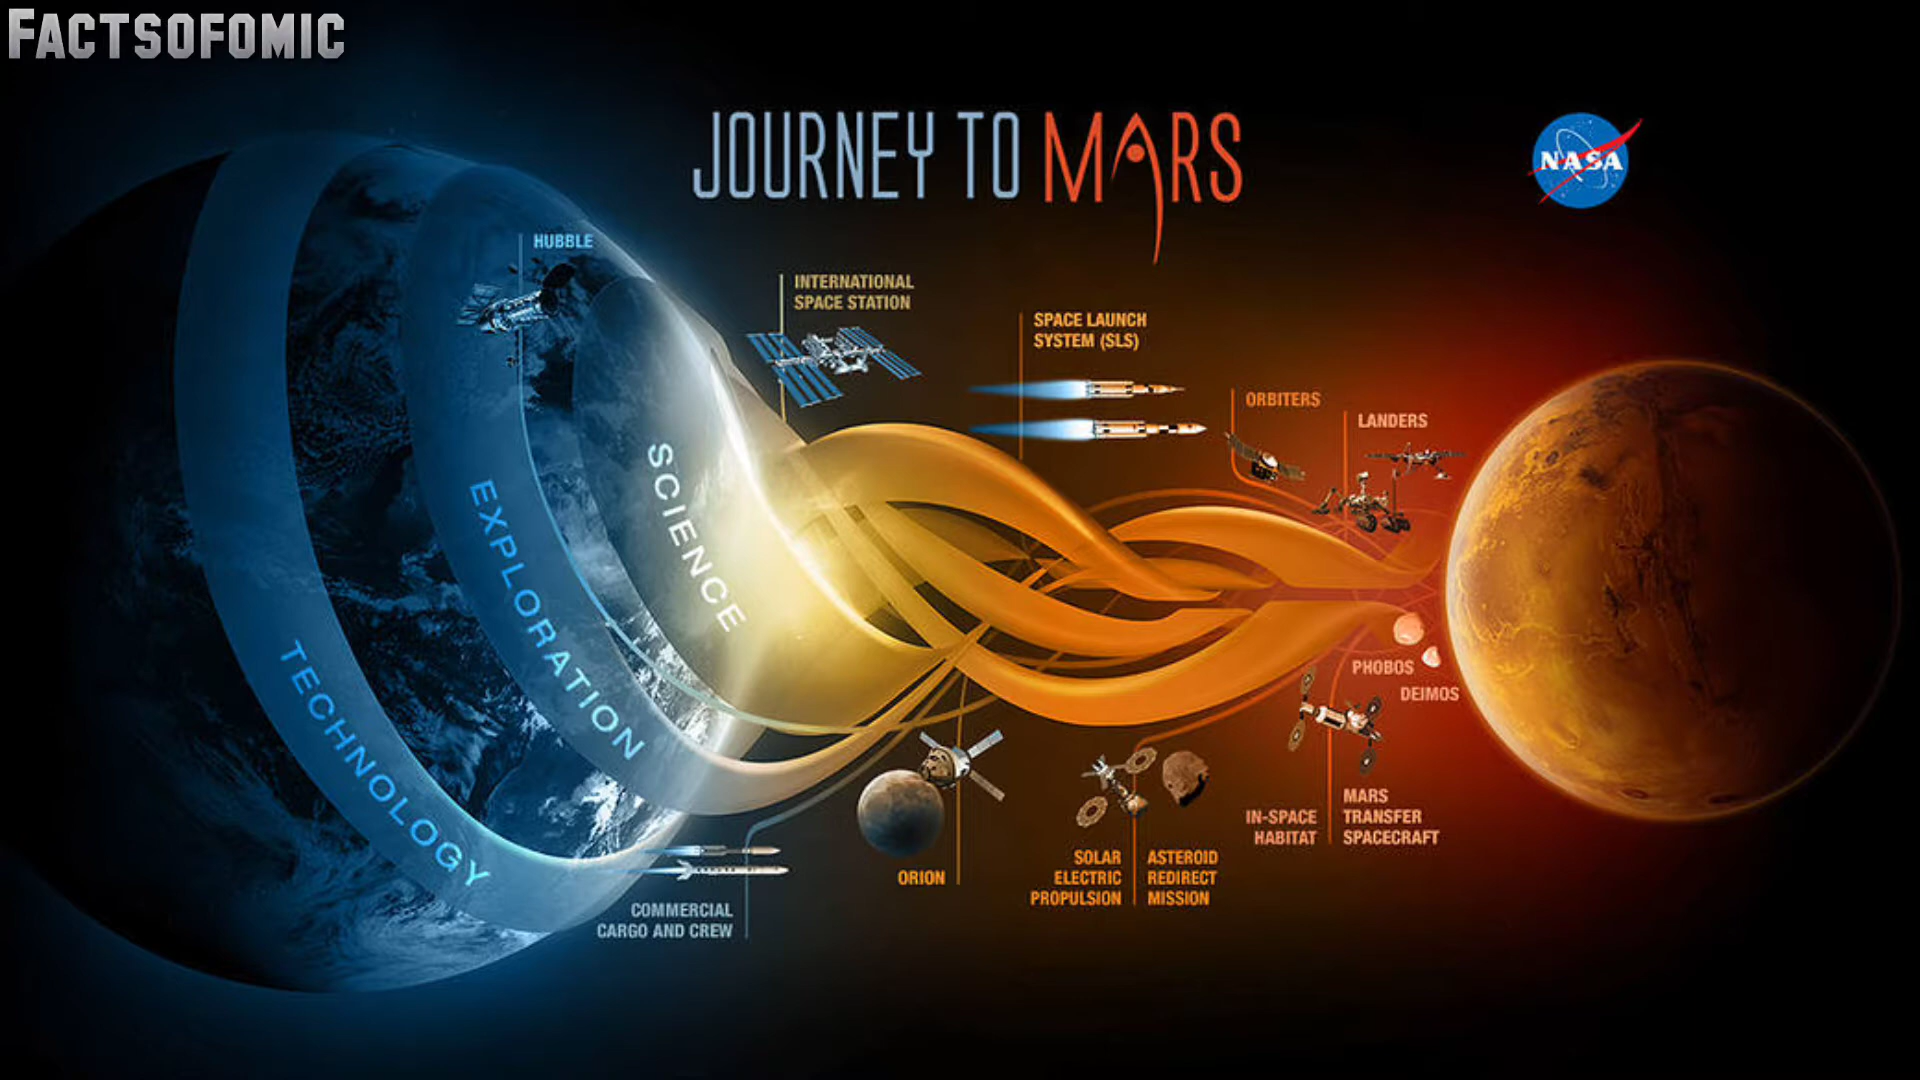 FACTSOFOMIC
JOURNEY TO MARS
NASA
HUBBLE
INTERNATIONAL
SPACE STATION
SPACE LAUNCH
SYSTEM (SLS)
ORBITERS
LANDERS
SCIENCE
EXPLORATION
TECHNOLOGY
PHOBOS
DEIMOS
COMMERCIAL
CARGO AND CREW
ORION
SOLAR
ELECTRIC
PROPULSION
ASTEROID
REDIRECT
MISSION
IN-SPACE
HABITAT
MARS
TRANSFER
SPACECRAFT